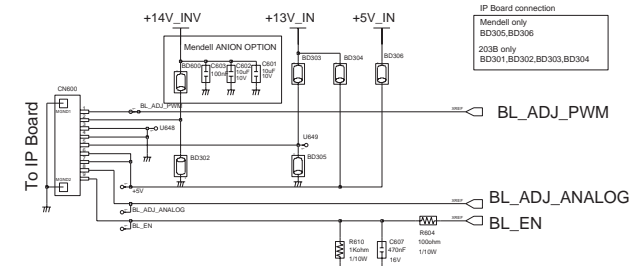 IP Board connection
Mendell only
BD305,BD306
203B only
BD301,BD302,BD303,BD304
+14V_INV
+13V_IN
+5V_IN
Mendell ANION OPTION
BD600
C603
100nF
C602
10uF
10V
C601
10uF
10V
BD303
BD304
BD306
CN600
MGND1
MGND2
To IP Board
BL_ADJ_PWM
BL_ADJ_PWM
U648
U649
BD302
BD305
+5V
BL_ADJ_ANALOG
BL_ADJ_ANALOG
BL_EN
BL_EN
R604
100ohm
1/10W
R610
1Kohm
1/10W
C607
470nF
16V